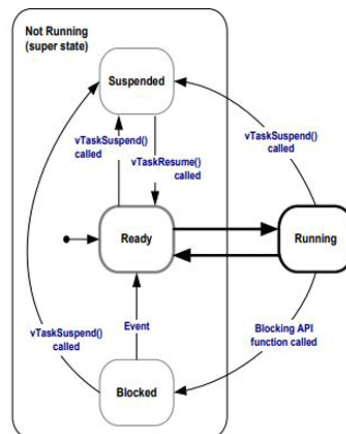 Not Running
(super state)
Suspended
vTaskSuspend()
called
vTaskResume()
called
vTaskSuspend()
called
Ready
Running
Event
vTaskSuspend()
called
Blocking API
function called
Blocked